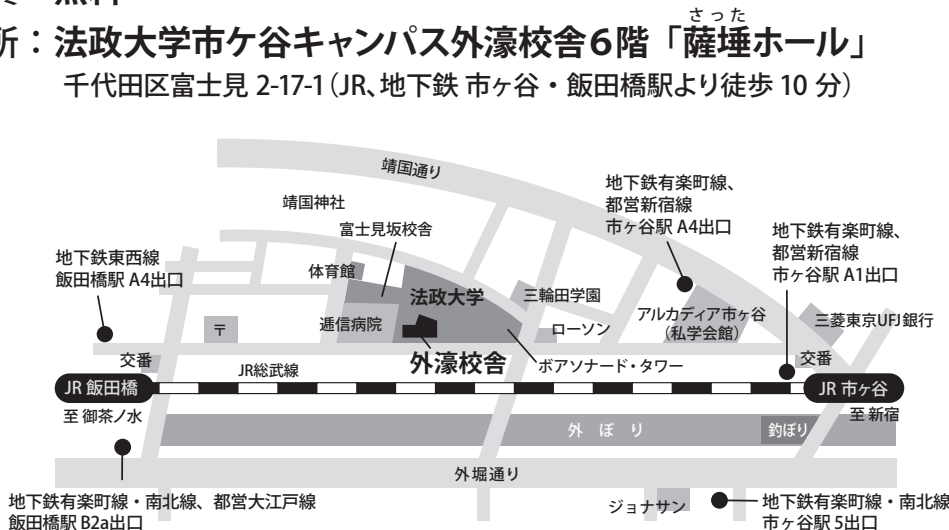 所：法政大学市ケ谷キャンパス外濠校舎6階「薩埵ホール」
さった
千代田区富士見 2-17-1（JR、地下鉄 市ヶ谷・飯田橋駅より徒歩 10 分）
靖国通り
靖国神社
富士見坂校舎
地下鉄有楽町線、
都営新宿線
市ヶ谷駅 A4出口
地下鉄有楽町線、
都営新宿線
市ヶ谷駅 A1出口
地下鉄東西線
飯田橋駅 A4出口
体育館
法政大学
三輪田学園
アルカディア市ヶ谷
（私学会館）
三菱東京UFJ銀行
〒
逓信病院
ローソン
外濠校舎
ボアソナード・タワー
交番
交番
JR総武線
JR 飯田橋
JR 市ヶ谷
至 御茶ノ水
至 新宿
外 ぼ り
釣ぼり
外堀通り
地下鉄有楽町線・南北線、都営大江戸線
飯田橋駅 B2a出口
ジョナサン
地下鉄有楽町線・南北線
市ヶ谷駅 5出口